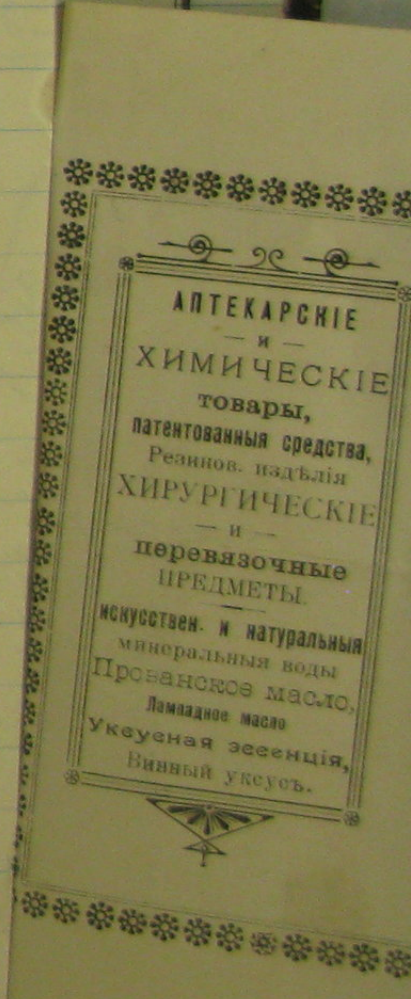 АПТЕКАРСКІЕ
— и —
ХИМИЧЕСКІЕ
товары,
патентованныя средства,
Резинов. издѣлія
ХИРУРГИЧЕСКІЕ
— и —
перевязочные
ПРЕДМЕТЫ.
искусствен. и натуральныя
минеральныя воды
Прованское масло,
Лампадное масло
Уксусная эссенція,
Винный уксусъ.